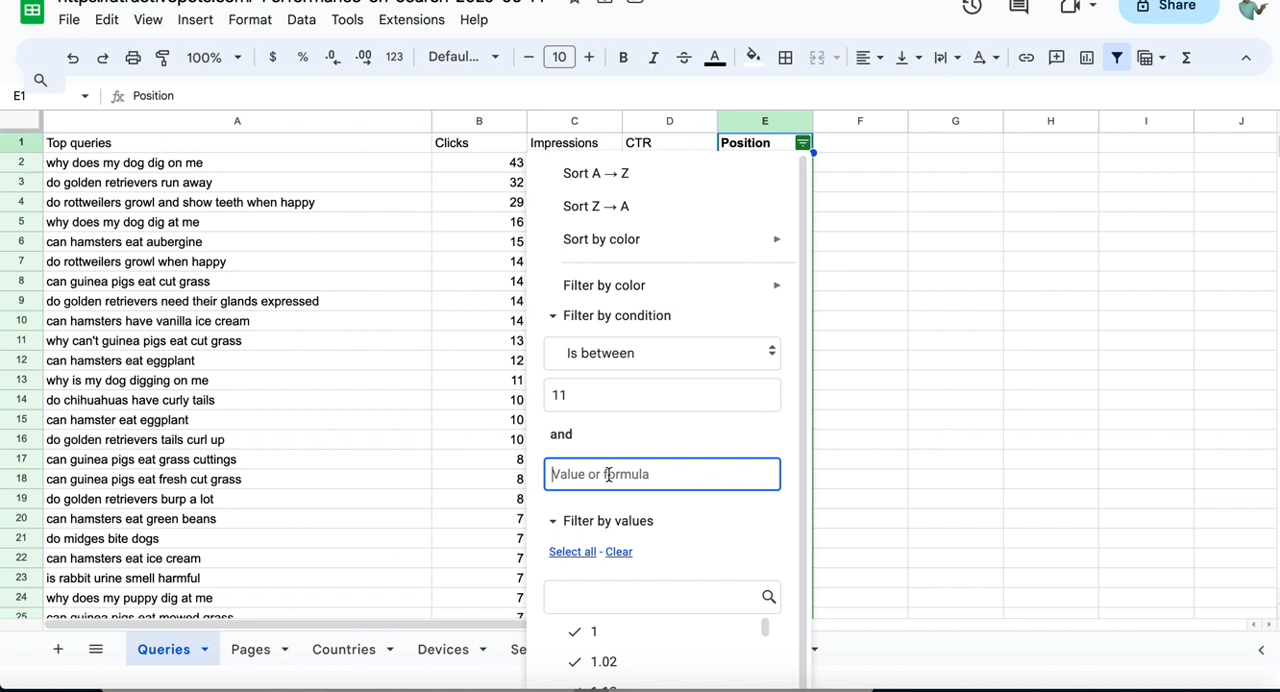 File Edit View Insert Format Data Tools Extensions Help
Share
100% $ % .0 .00 123 Defaul... − 10 + B I S A Σ
E1 fx Position
A B C D E F G H I J
1 Top queries Clicks Impressions CTR Position
2 why does my dog dig on me 43
3 do golden retrievers run away 32
4 do rottweilers growl and show teeth when happy 29
5 why does my dog dig at me 16
6 can hamsters eat aubergine 15
7 do rottweilers growl when happy 14
8 can guinea pigs eat cut grass 14
9 do golden retrievers need their glands expressed 14
10 can hamsters have vanilla ice cream 14
11 why can't guinea pigs eat cut grass 13
12 can hamsters eat eggplant 12
13 why is my dog digging on me 11
14 do chihuahuas have curly tails 10
15 can hamster eat eggplant 10
16 do golden retrievers tails curl up 10
17 can guinea pigs eat grass cuttings 8
18 can guinea pigs eat fresh cut grass 8
19 do golden retrievers burp a lot 8
20 can hamsters eat green beans 7
21 do midges bite dogs 7
22 can hamsters eat ice cream 7
23 is rabbit urine smell harmful 7
24 why does my puppy dig at me 7
25 can guinea pigs eat mowed grass 7
Sort A → Z
Sort Z → A
Sort by color
Filter by color
Filter by condition
Is between
11
and
Value or formula
Filter by values
Select all - Clear
1
1.02
+ Queries Pages Countries Devices Se